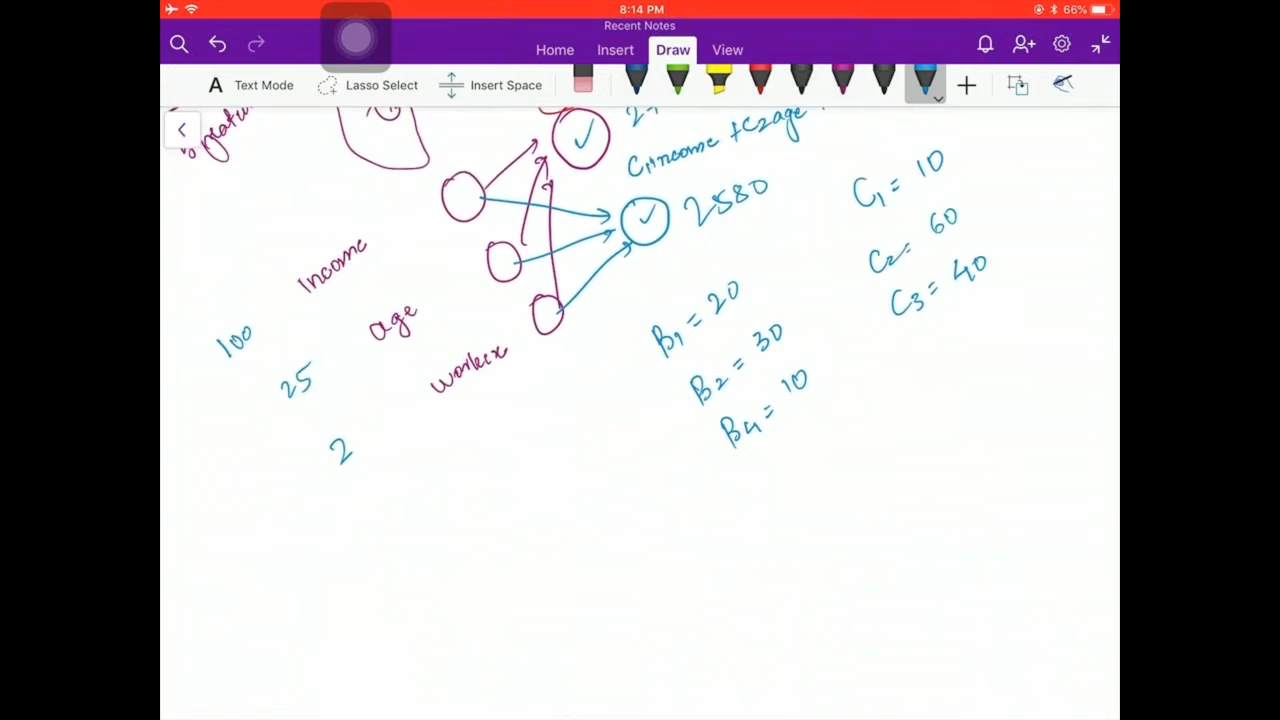 8:14 PM
66%
Recent Notes
Home Insert Draw View
Text Mode Lasso Select Insert Space
C1income + C2age
2580
C1 = 10
C2 = 60
C3 = 40
Income
age
workex
100
25
2
B1 = 20
B2 = 30
B4 = 10